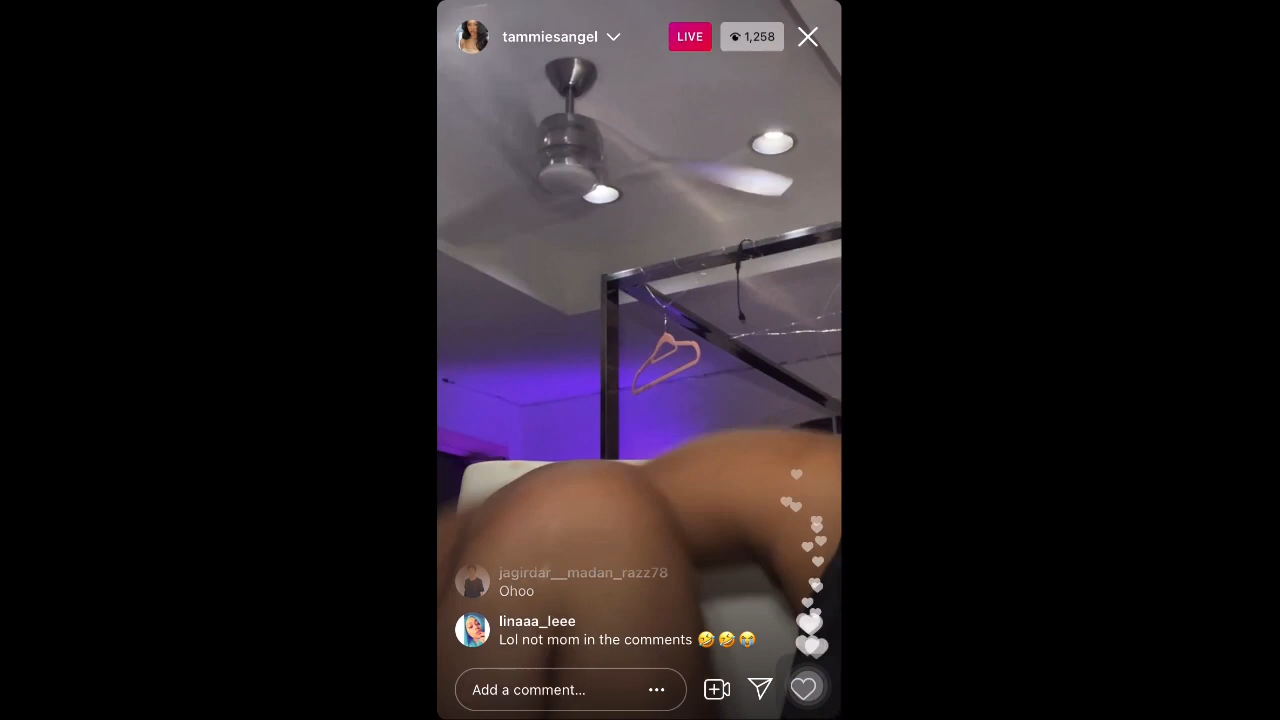 tammiesangel
LIVE
1,258
jagirdar__madan_razz78
Ohoo
linaaa_leee
Lol not mom in the comments 🤣🤣😭
Add a comment...